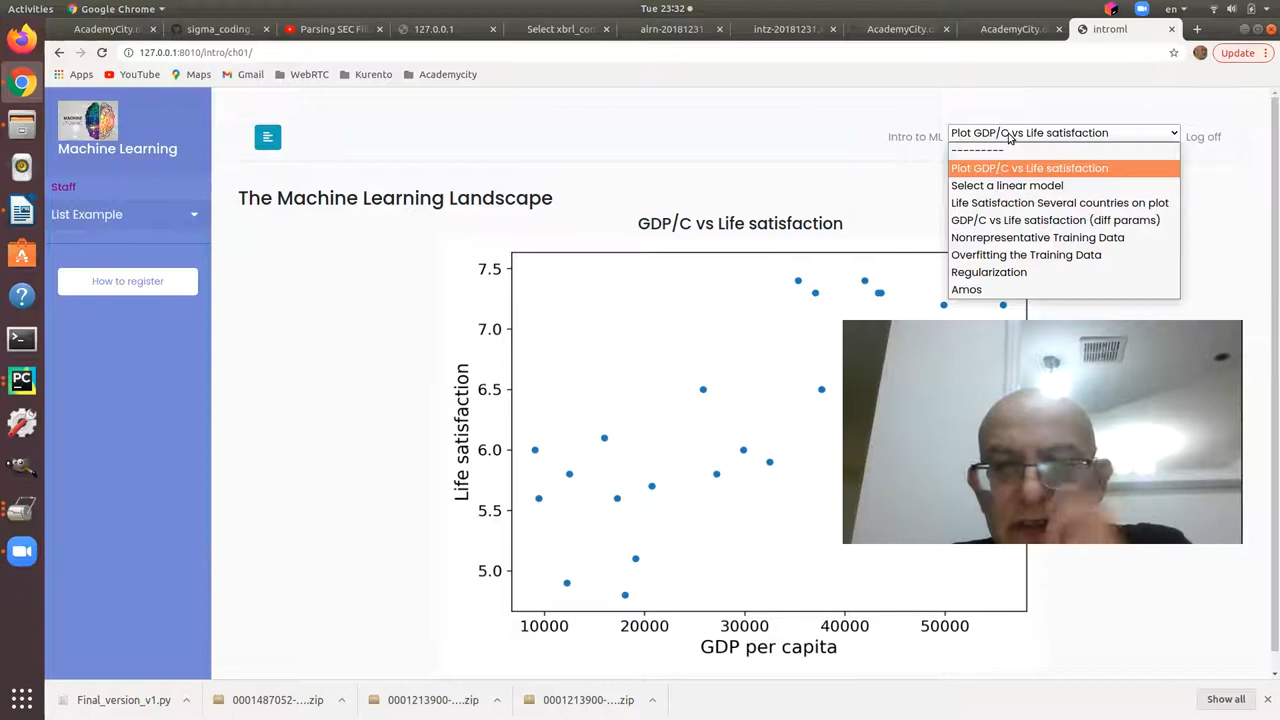 Activities
Google Chrome
Tue 23:32
en
AcademyCity.o
sigma_coding_
Parsing SEC Fili
127.0.0.1
Select xbrl_com
alrn-20181231
intz-20181231.
AcademyCity.o
AcademyCity.o
introml
127.0.0.1:8010/intro/ch01/
Update
Apps
YouTube
Maps
Gmail
WebRTC
Kurento
Academycity
Machine Learning
Staff
List Example
How to register
Intro to ML
Plot GDP/C vs Life satisfaction
Log off
---------
Plot GDP/C vs Life satisfaction
Select a linear model
Life Satisfaction Several countries on plot
GDP/C vs Life satisfaction (diff params)
Nonrepresentative Training Data
Overfitting the Training Data
Regularization
Amos
The Machine Learning Landscape
GDP/C vs Life satisfaction
7.5
7.0
6.5
6.0
5.5
5.0
Life satisfaction
10000 20000 30000 40000 50000
GDP per capita
Final_version_v1.py
0001487052-....zip
0001213900-....zip
0001213900-....zip
Show all